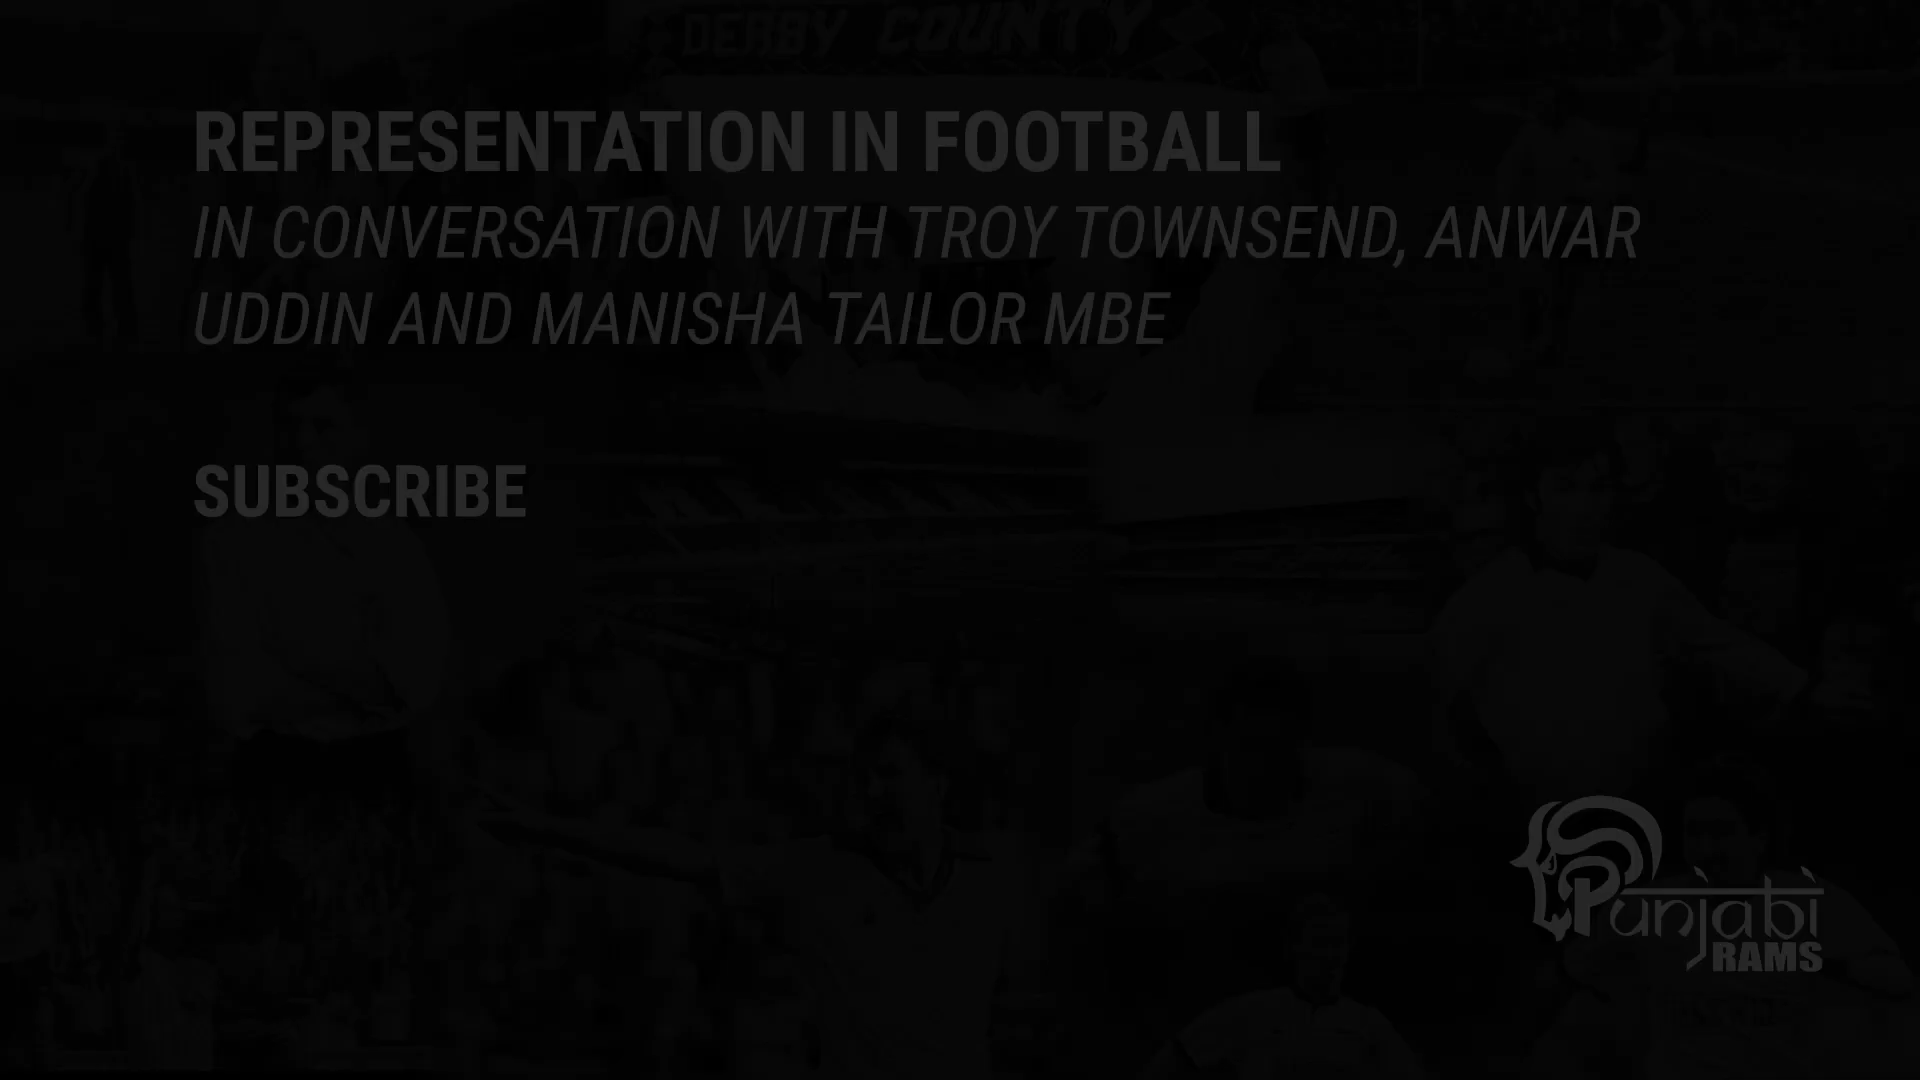 DERBY COUNTY
REPRESENTATION IN FOOTBALL
IN CONVERSATION WITH TROY TOWNSEND, ANWAR
UDDIN AND MANISHA TAILOR MBE
SUBSCRIBE
Punjabi
RAMS